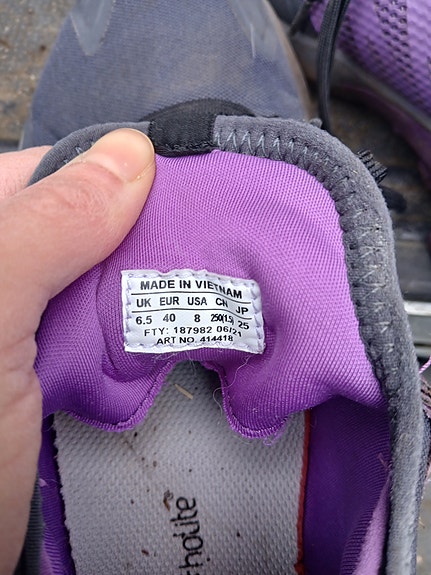 MADE IN VIETNAM
UK EUR USA CN JP
6.5 40 8 250(1.5) 25
FTY: 187982 06/21
ART NO. 414418